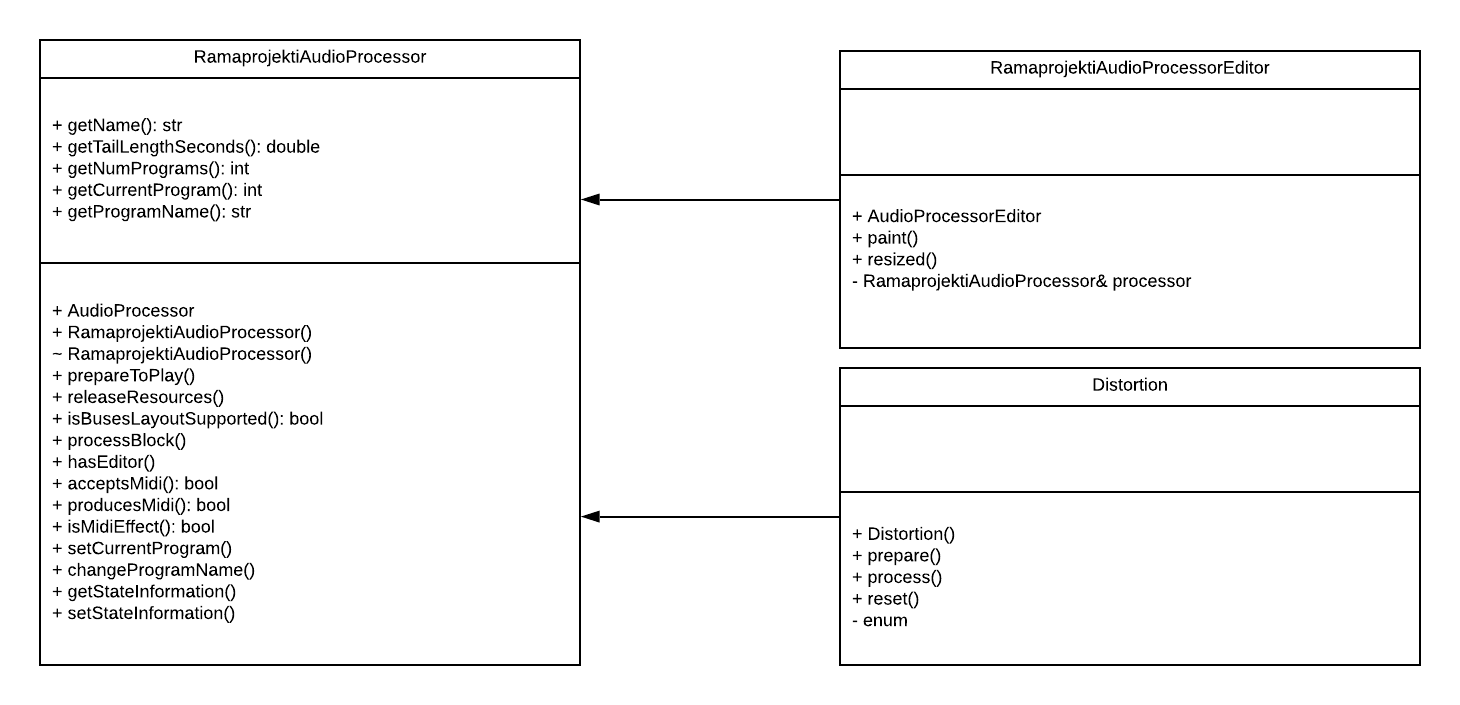 RamaprojektiAudioProcessor
+ getName(): str
+ getTailLengthSeconds(): double
+ getNumPrograms(): int
+ getCurrentProgram(): int
+ getProgramName(): str
+ AudioProcessor
+ RamaprojektiAudioProcessor()
~ RamaprojektiAudioProcessor()
+ prepareToPlay()
+ releaseResources()
+ isBusesLayoutSupported(): bool
+ processBlock()
+ hasEditor()
+ acceptsMidi(): bool
+ producesMidi(): bool
+ isMidiEffect(): bool
+ setCurrentProgram()
+ changeProgramName()
+ getStateInformation()
+ setStateInformation()
RamaprojektiAudioProcessorEditor
+ AudioProcessorEditor
+ paint()
+ resized()
- RamaprojektiAudioProcessor& processor
Distortion
+ Distortion()
+ prepare()
+ process()
+ reset()
- enum